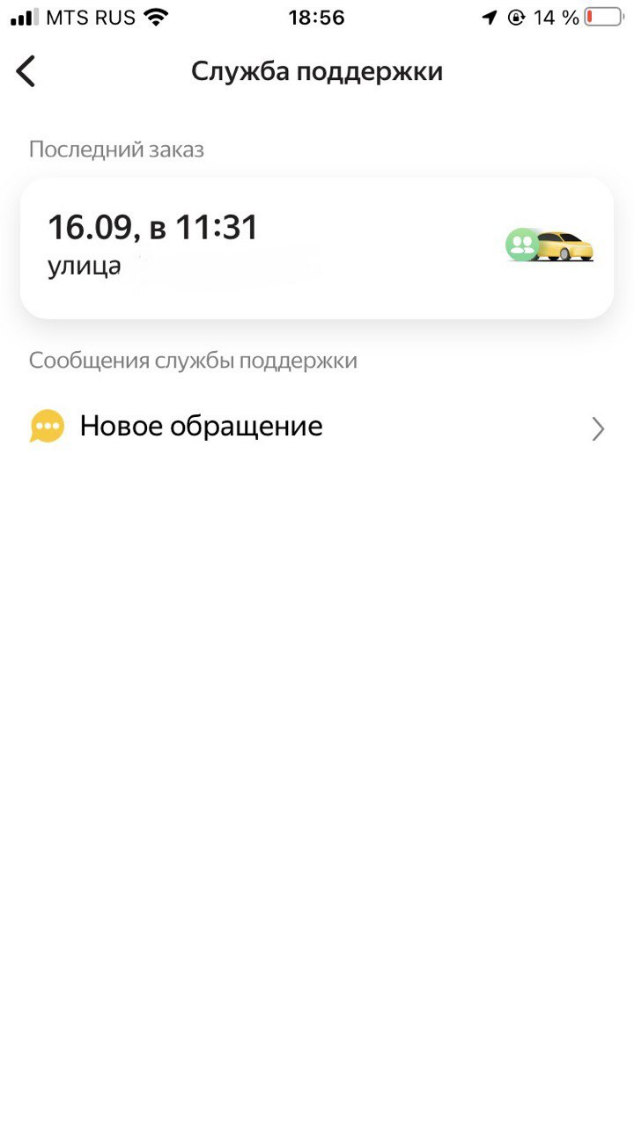 MTS RUS 18:56 14 %
Служба поддержки
Последний заказ
16.09, в 11:31
улица
Сообщения службы поддержки
Новое обращение